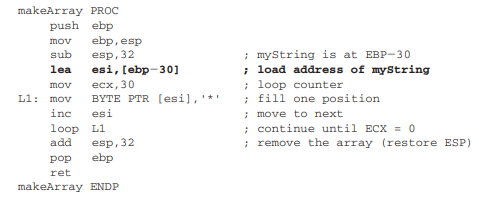 makeArray PROC
push ebp
mov ebp,esp
sub esp,32 ; myString is at EBP−30
lea esi,[ebp−30] ; load address of myString
mov ecx,30 ; loop counter
L1: mov BYTE PTR [esi],'*' ; fill one position
inc esi ; move to next
loop L1 ; continue until ECX = 0
add esp,32 ; remove the array (restore ESP)
pop ebp
ret
makeArray ENDP